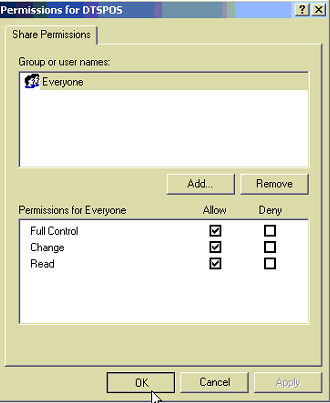 Permissions for DTSPOS
Share Permissions
Group or user names:
Everyone
Add... Remove
Permissions for Everyone Allow Deny
Full Control
Change
Read
OK Cancel Apply